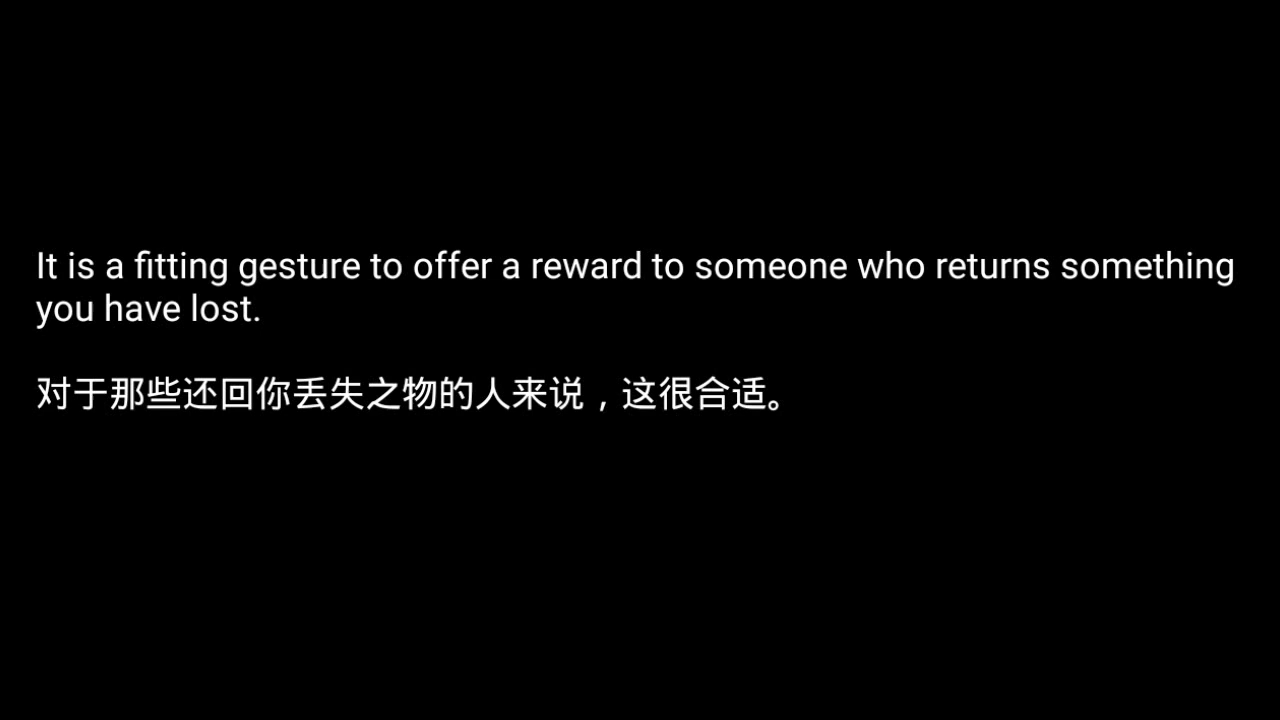 It is a fitting gesture to offer a reward to someone who returns something
you have lost.
对于那些还回你丢失之物的人来说，这很合适。